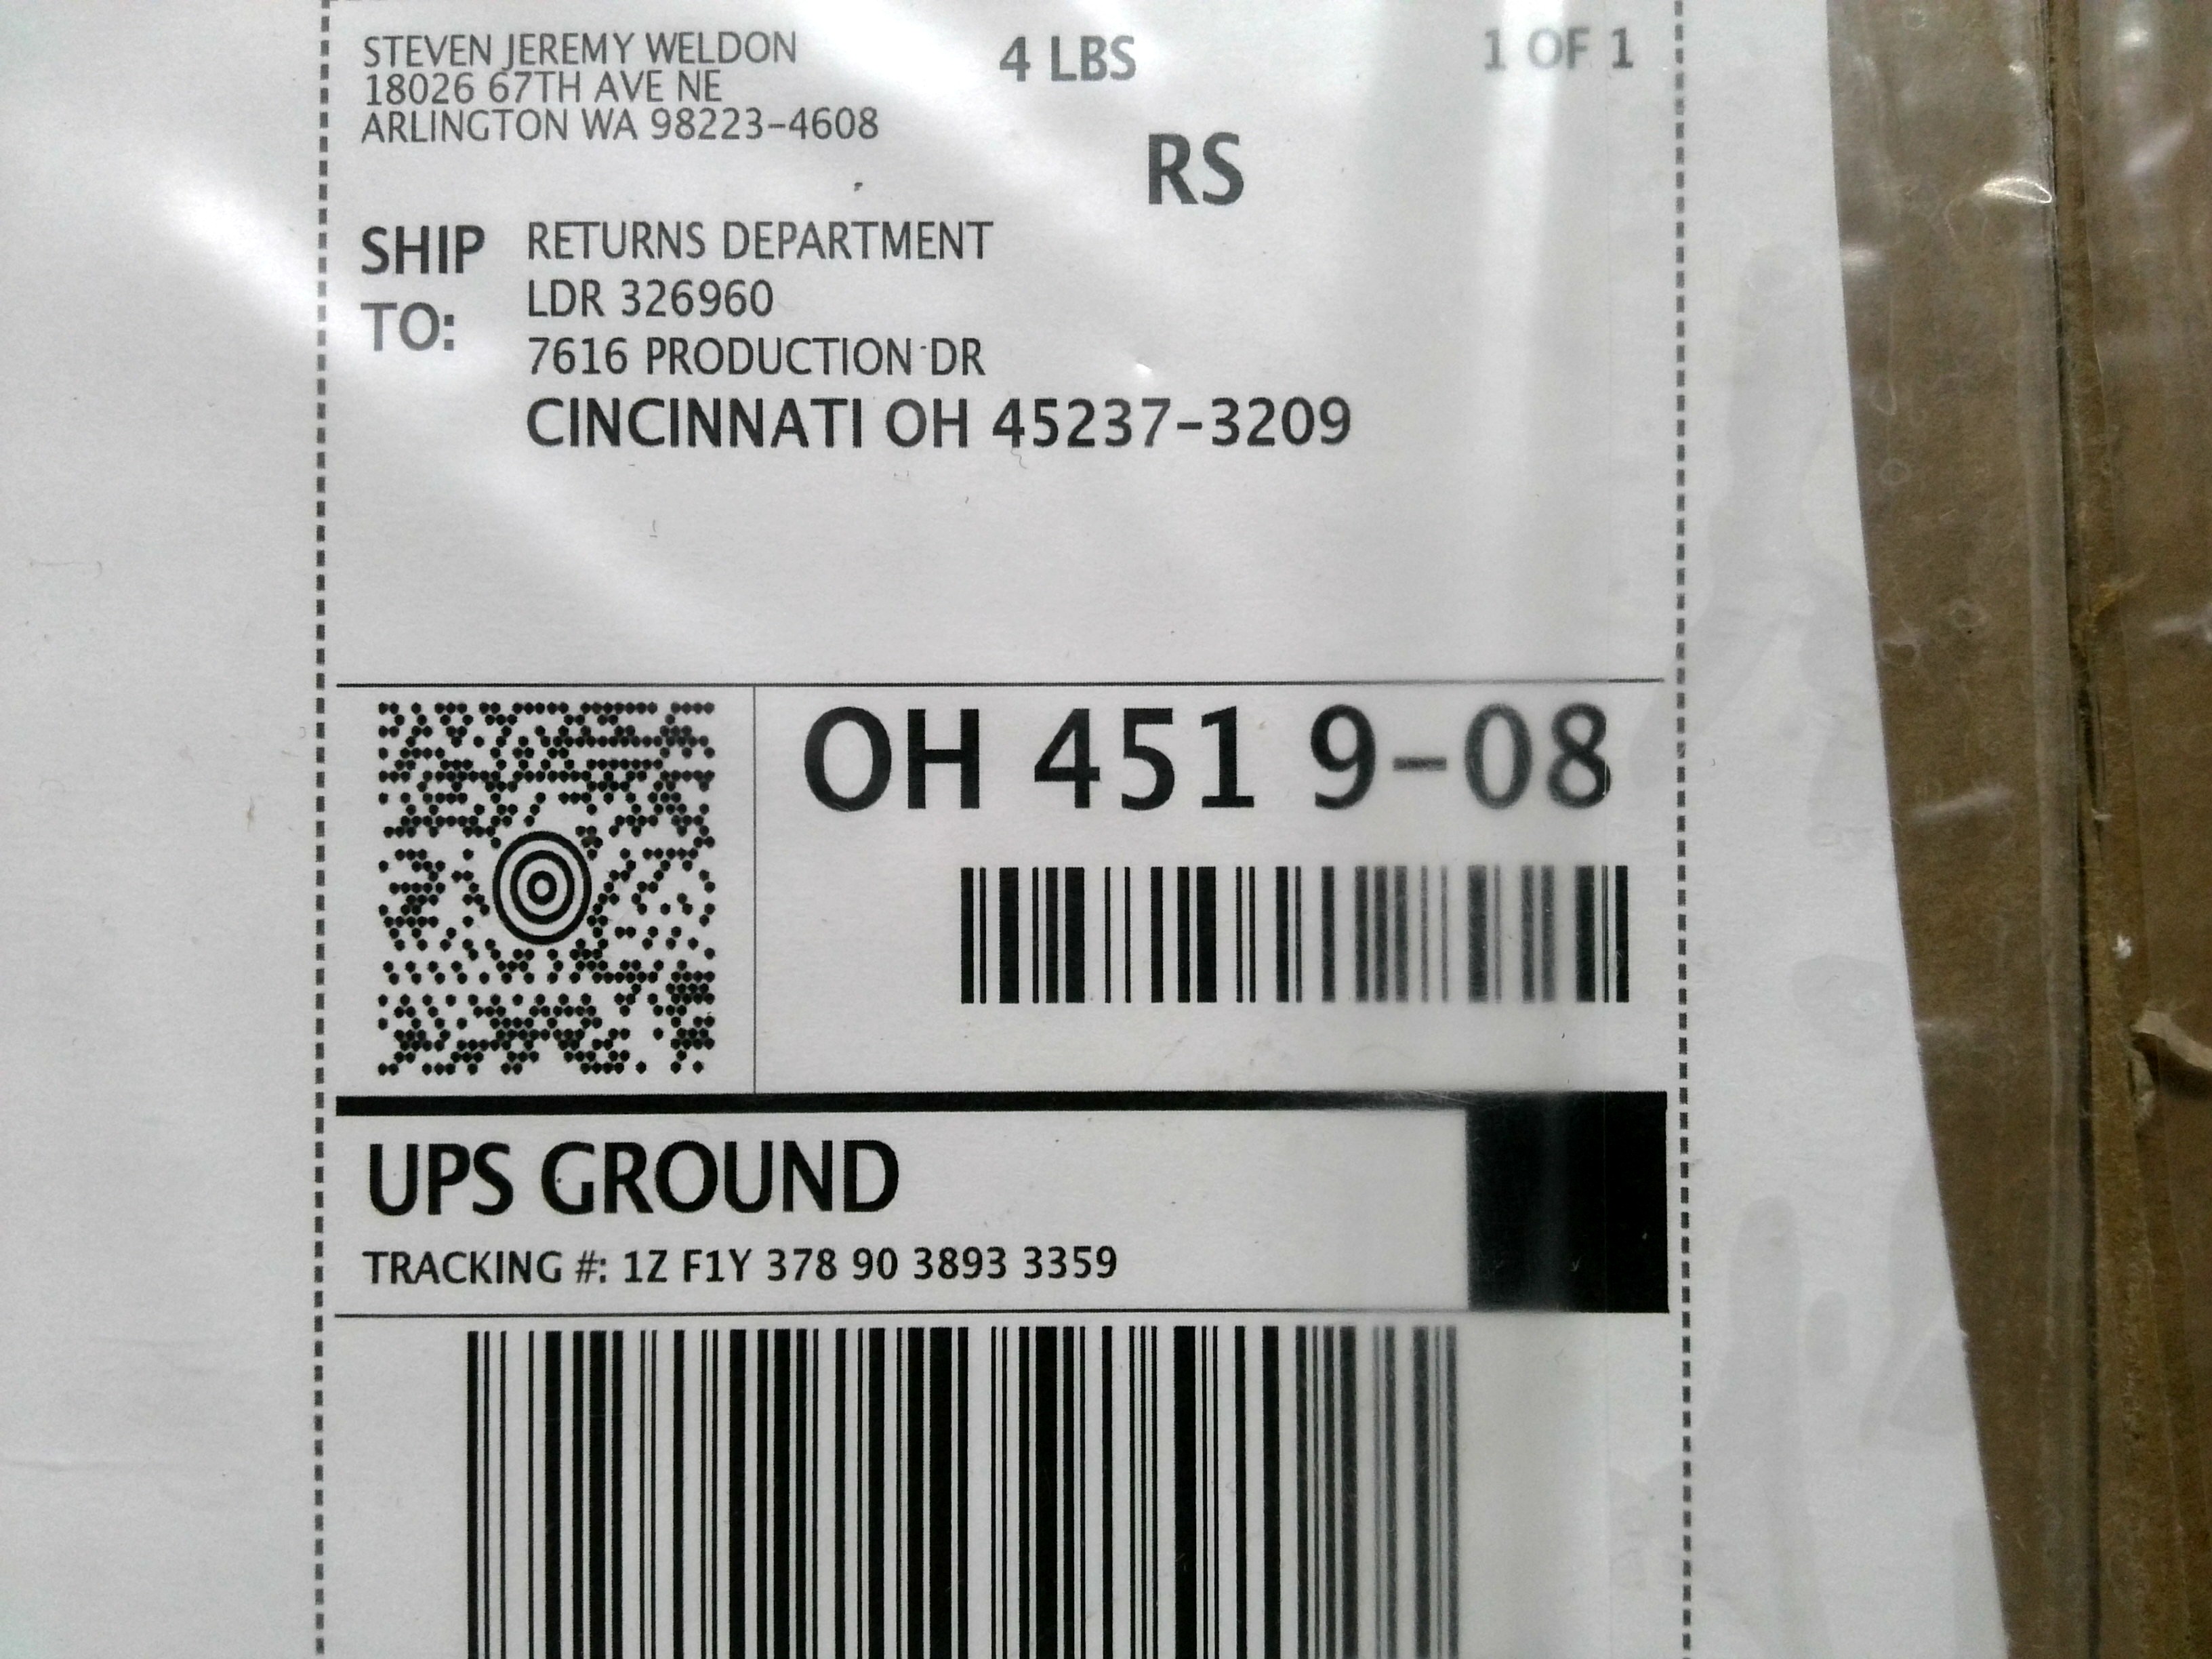 STEVEN JEREMY WELDON
18026 67TH AVE NE
ARLINGTON WA 98223-4608
4 LBS
1 OF 1
RS
SHIP TO:
RETURNS DEPARTMENT
LDR 326960
7616 PRODUCTION DR
CINCINNATI OH 45237-3209
OH 451 9-08
UPS GROUND
TRACKING #: 1Z F1Y 378 90 3893 3359